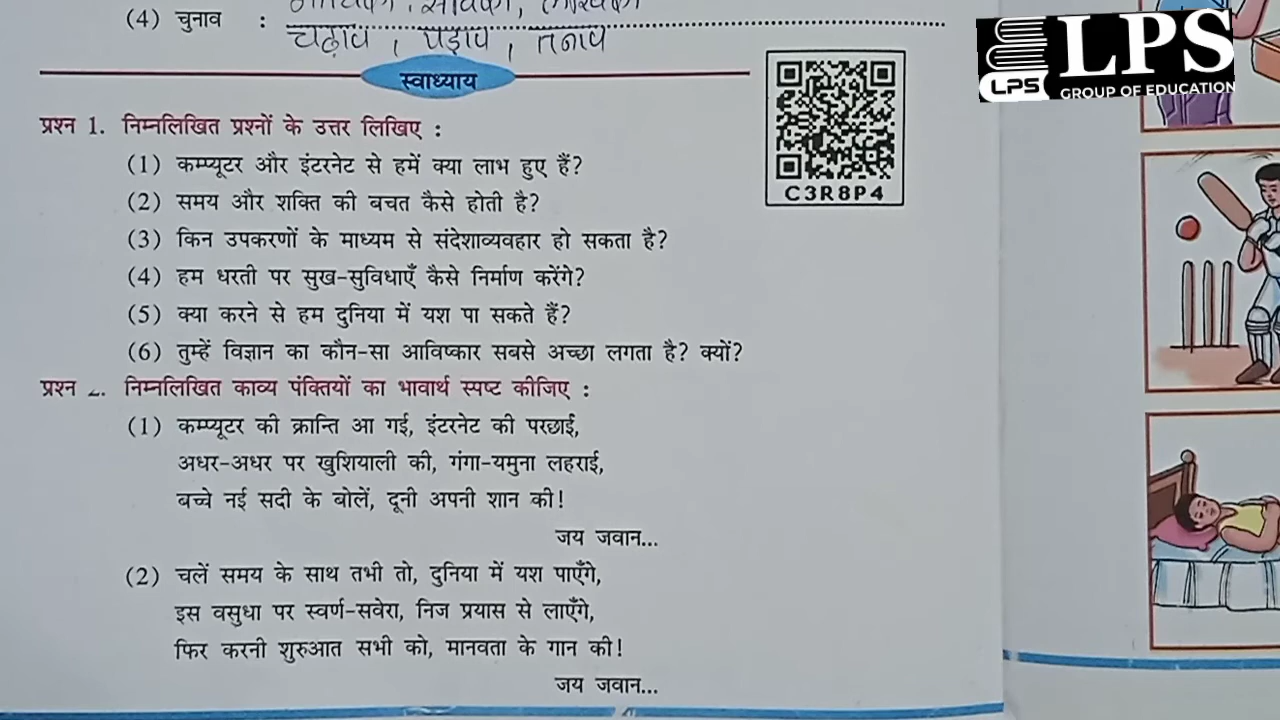 (4) चुनाव :
चढ़ाव, पड़ाव, तनाव
LPS
LPS
GROUP OF EDUCATION
स्वाध्याय
C3R8P4
प्रश्न 1. निम्नलिखित प्रश्नों के उत्तर लिखिए :
(1) कम्प्यूटर और इंटरनेट से हमें क्या लाभ हुए हैं?
(2) समय और शक्ति की बचत कैसे होती है?
(3) किन उपकरणों के माध्यम से संदेशाव्यवहार हो सकता है?
(4) हम धरती पर सुख-सुविधाएँ कैसे निर्माण करेंगे?
(5) क्या करने से हम दुनिया में यश पा सकते हैं?
(6) तुम्हें विज्ञान का कौन-सा आविष्कार सबसे अच्छा लगता है? क्यों?
प्रश्न 2. निम्नलिखित काव्य पंक्तियों का भावार्थ स्पष्ट कीजिए :
(1) कम्प्यूटर की क्रान्ति आ गई, इंटरनेट की परछाई,
अधर-अधर पर खुशियाली की, गंगा-यमुना लहराई,
बच्चे नई सदी के बोलें, दूनी अपनी शान की!
जय जवान...
(2) चलें समय के साथ तभी तो, दुनिया में यश पाएँगे,
इस वसुधा पर स्वर्ण-सवेरा, निज प्रयास से लाएँगे,
फिर करनी शुरुआत सभी को, मानवता के गान की!
जय जवान...